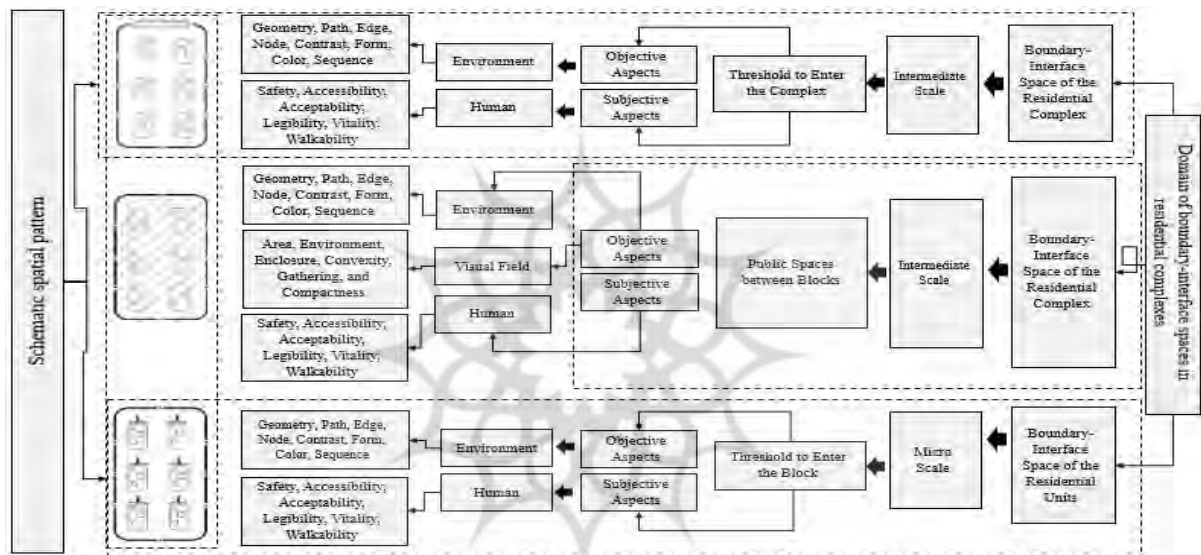 Schematic spatial pattern
Geometry, Path, Edge,
Node, Contrast, Form,
Color, Sequence
Safety, Accessibility,
Acceptability,
Legibility, Vitality,
Walkability
Environment
Human
Objective
Aspects
Subjective
Aspects
Threshold to Enter
the Complex
Intermediate
Scale
Boundary-
Interface
Space of the
Residential
Complex
Geometry, Path, Edge,
Node, Contrast, Form,
Color, Sequence
Area, Environment,
Enclosure, Convexity,
Gathering, and
Compactness
Safety, Accessibility,
Acceptability,
Legibility, Vitality,
Walkability
Environment
Visual Field
Human
Objective
Aspects
Subjective
Aspects
Public Spaces
between Blocks
Intermediate
Scale
Boundary-
Interface
Space of the
Residential
Complex
Geometry, Path, Edge,
Node, Contrast, Form,
Color, Sequence
Safety, Accessibility,
Acceptability,
Legibility, Vitality,
Walkability
Environment
Human
Objective
Aspects
Subjective
Aspects
Threshold to Enter
the Block
Micro
Scale
Boundary-
Interface
Space of the
Residential
Units
Domain of boundary-interface spaces in
residential complexes